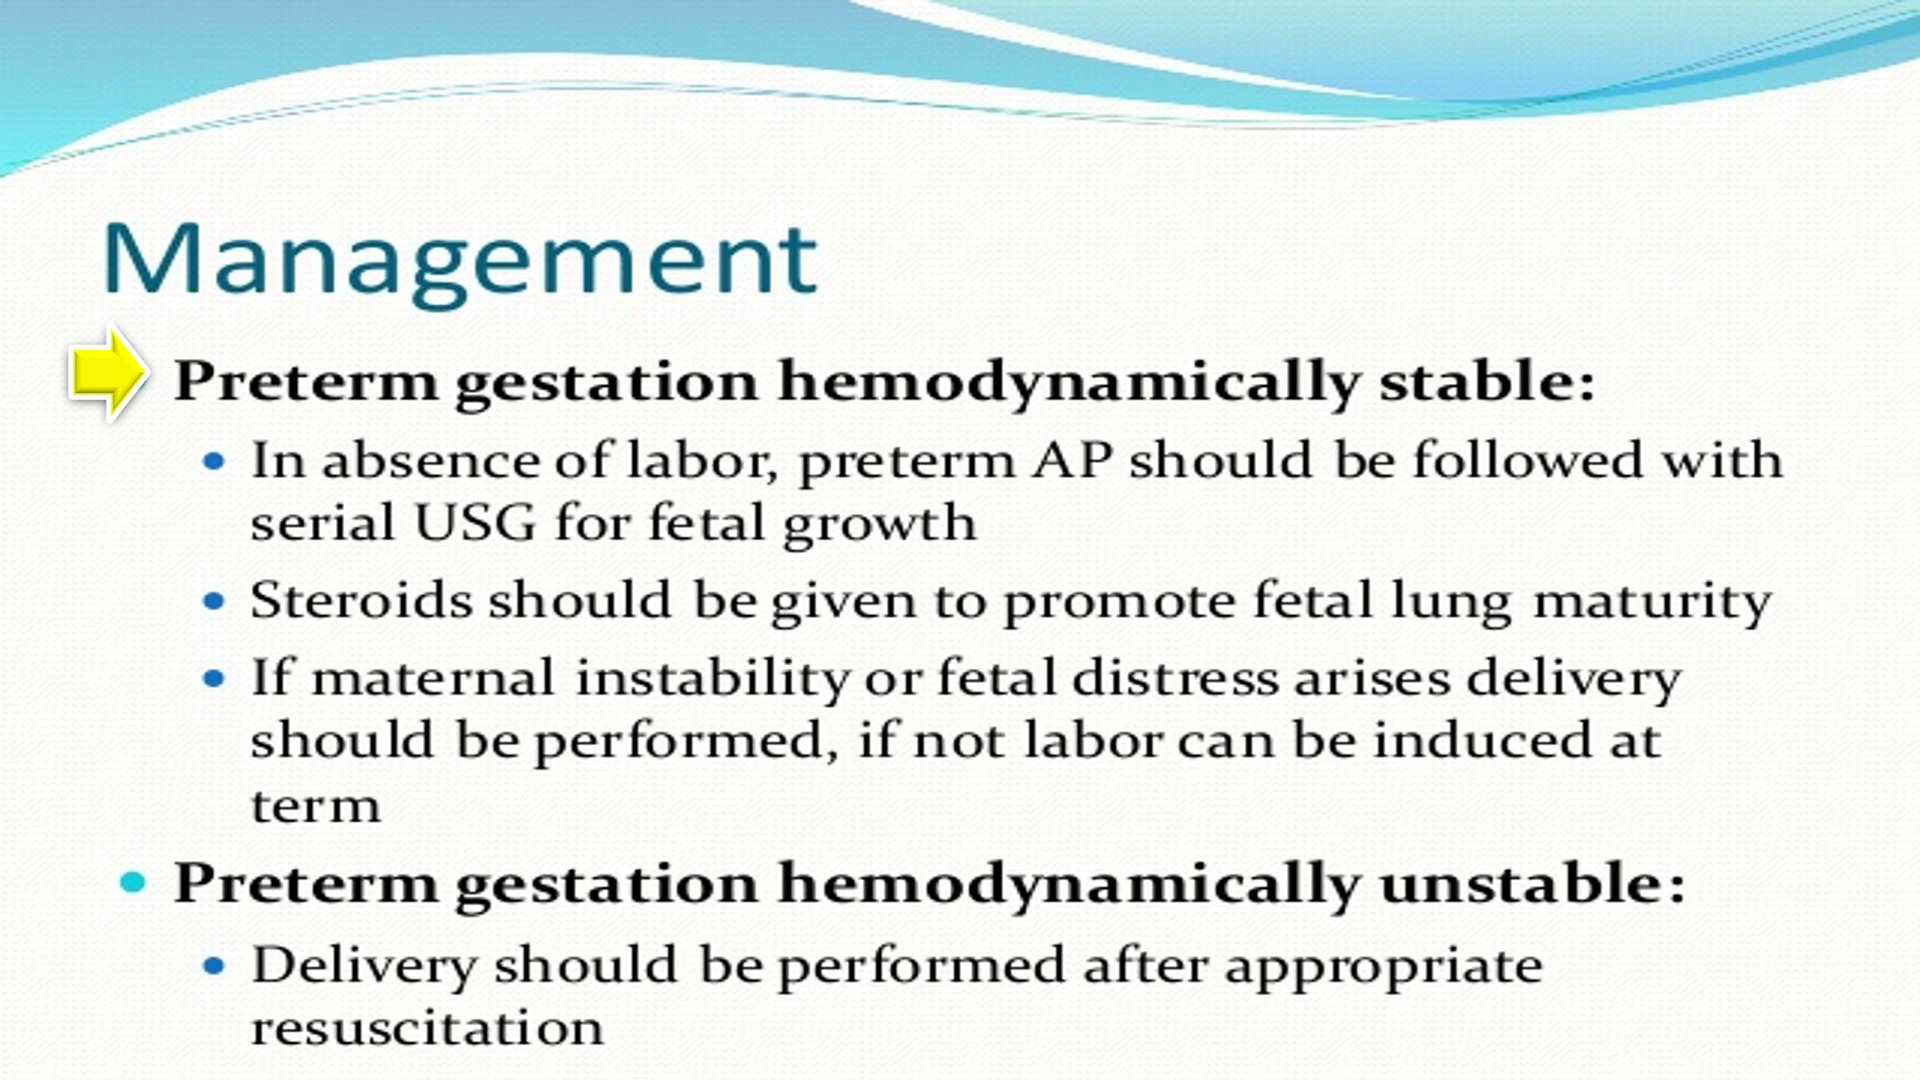 Management
Preterm gestation hemodynamically stable:
In absence of labor, preterm AP should be followed with
serial USG for fetal growth
Steroids should be given to promote fetal lung maturity
If maternal instability or fetal distress arises delivery
should be performed, if not labor can be induced at
term
Preterm gestation hemodynamically unstable:
Delivery should be performed after appropriate
resuscitation